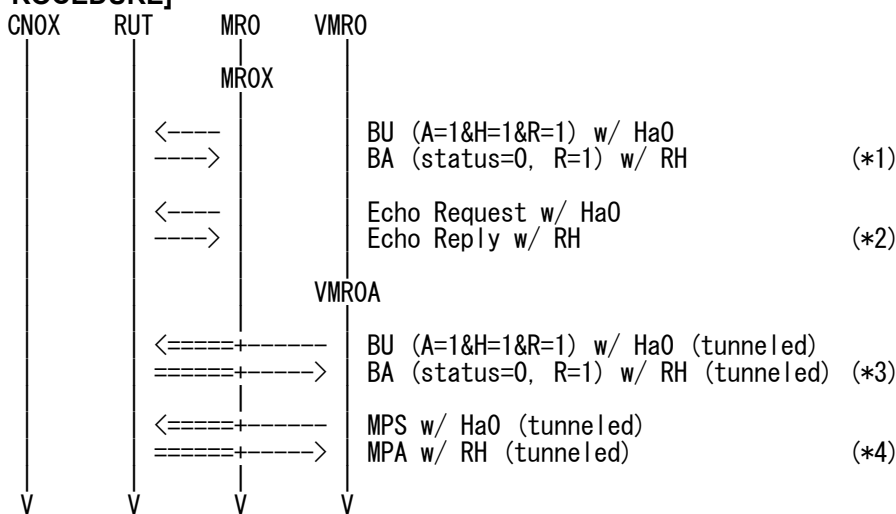 ROCEDURE]
CNOX RUT MR0 VMR0
MR0X
<---- BU (A=1&H=1&R=1) w/ HaO
----> BA (status=0, R=1) w/ RH (*1)
<---- Echo Request w/ HaO
----> Echo Reply w/ RH (*2)
VMR0A
<=====+------ BU (A=1&H=1&R=1) w/ HaO (tunneled)
======+-----> BA (status=0, R=1) w/ RH (tunneled) (*3)
<=====+------ MPS w/ HaO (tunneled)
======+-----> MPA w/ RH (tunneled) (*4)
V V V V